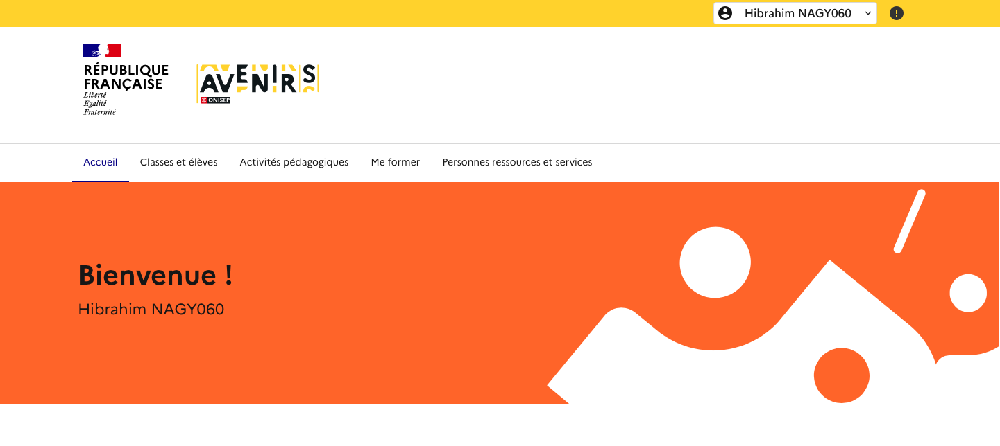 Hibrahim NAGY060
RÉPUBLIQUE
FRANÇAISE
Liberté
Égalité
Fraternité
AVENIRS
ONISEP
Accueil
Classes et élèves
Activités pédagogiques
Me former
Personnes ressources et services
Bienvenue !
Hibrahim NAGY060